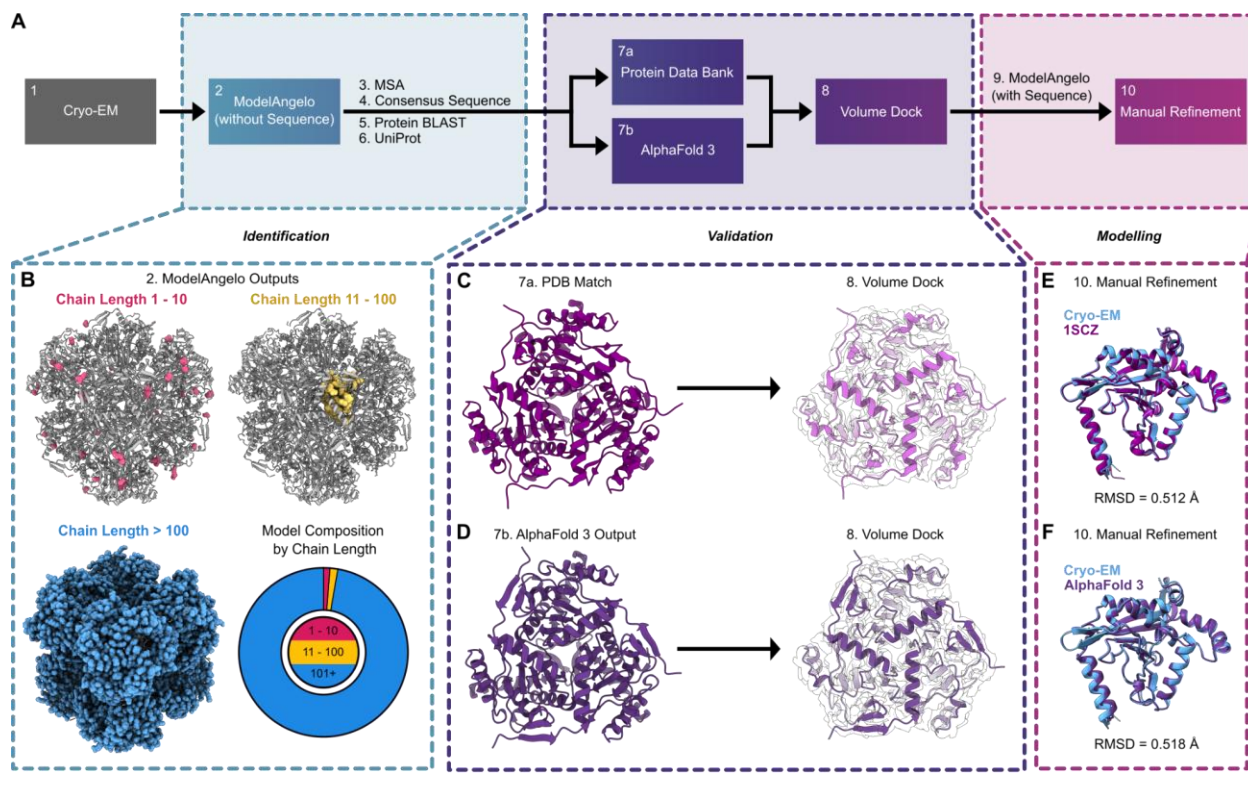 A
1
Cryo-EM
2
ModelAngelo
(without Sequence)
3. MSA
4. Consensus Sequence
5. Protein BLAST
6. UniProt
7a
Protein Data Bank
7b
AlphaFold 3
8
Volume Dock
9. ModelAngelo
(with Sequence)
10
Manual Refinement
Identification
Validation
Modelling
B
2. ModelAngelo Outputs
Chain Length 1 - 10
Chain Length 11 - 100
Chain Length > 100
Model Composition
by Chain Length
1 - 10
11 - 100
101+
C
7a. PDB Match
8. Volume Dock
D
7b. AlphaFold 3 Output
8. Volume Dock
E
10. Manual Refinement
Cryo-EM
1SCZ
RMSD = 0.512 Å
F
10. Manual Refinement
Cryo-EM
AlphaFold 3
RMSD = 0.518 Å